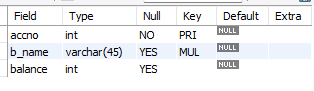 Field Type Null Key Default Extra
accno int NO PRI NULL
b_name varchar(45) YES MUL NULL
balance int YES NULL